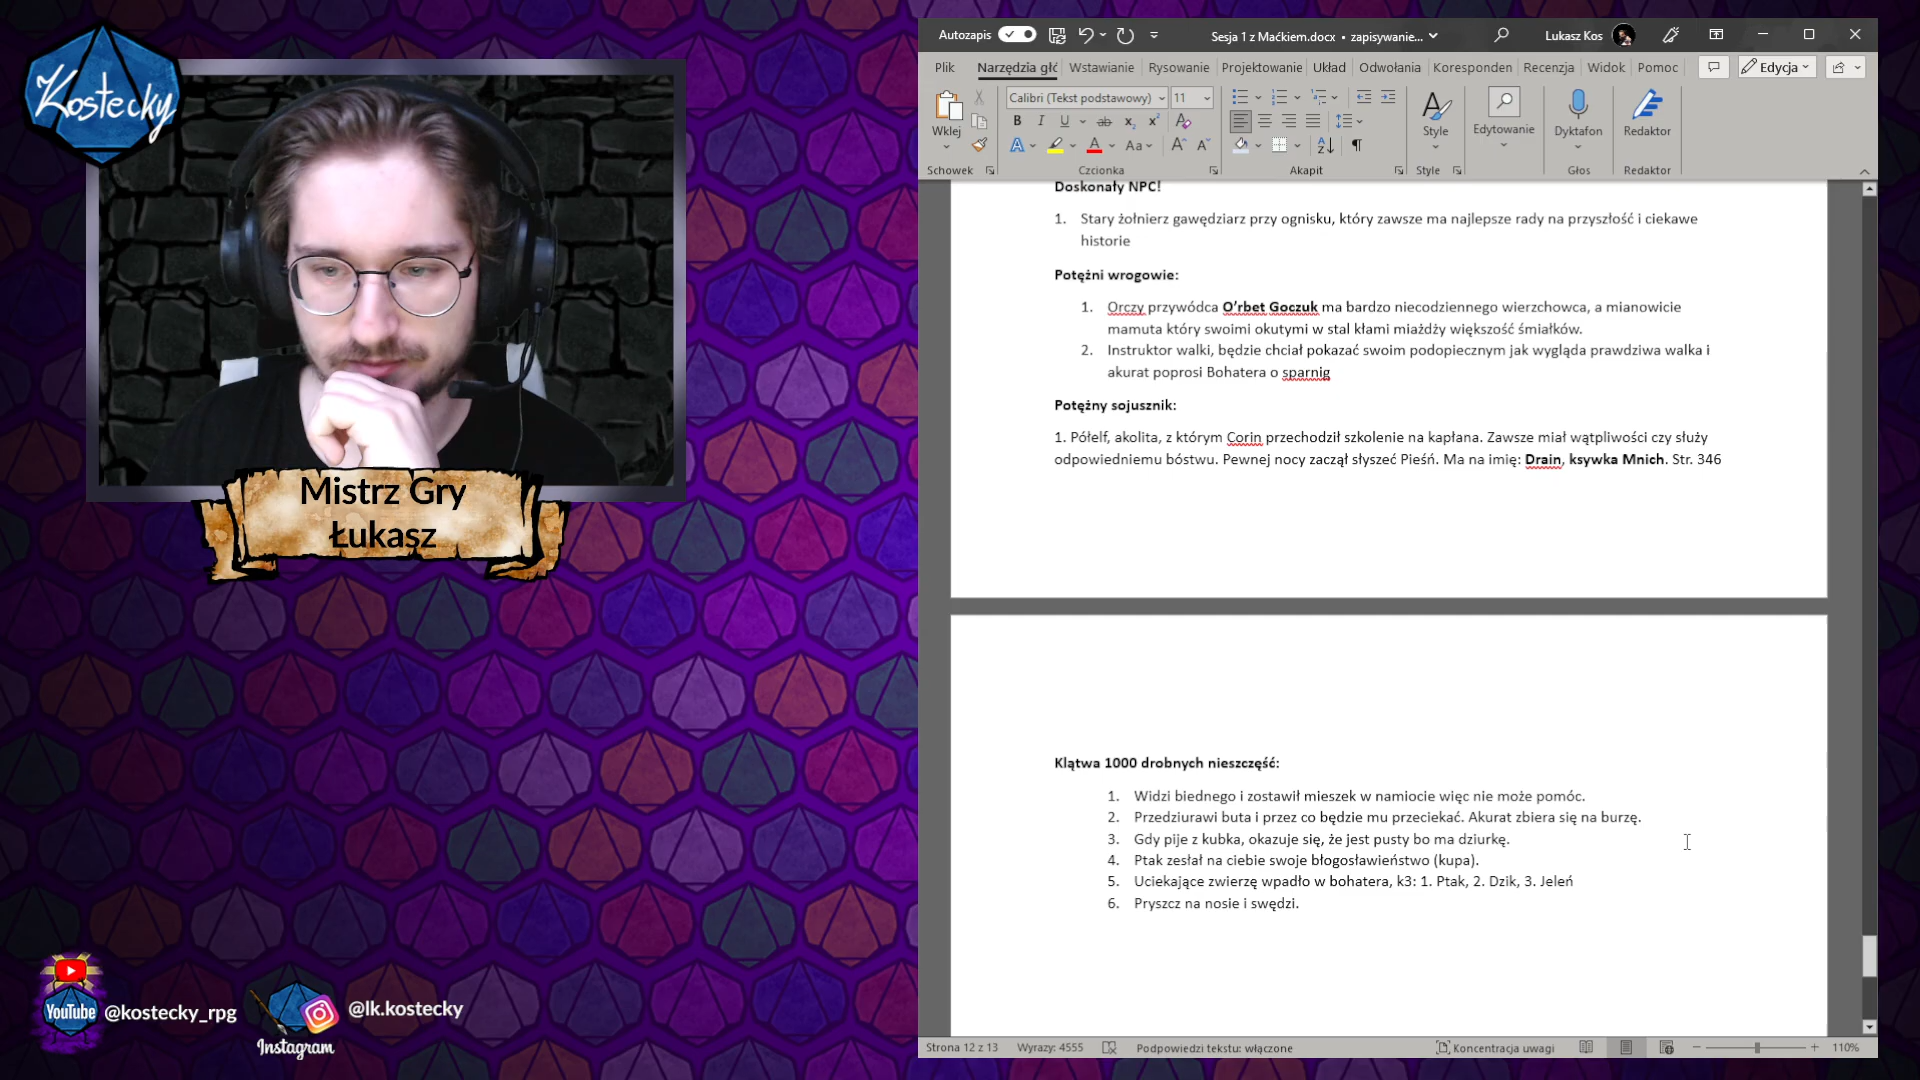 Kostecky
Mistrz Gry
Łukasz
YouTube
@kostecky_rpg
Instagram
@lk.kostecky
Autozapis
Sesja 1 z Maćkiem.docx • zapisywanie...
Lukasz Kos
Plik
Narzędzia głó
Wstawianie
Rysowanie
Projektowanie
Układ
Odwołania
Koresponden
Recenzja
Widok
Pomoc
Edycja
Wklej
Calibri (Tekst podstawowy)
11
B I U ab x₂ x²
A A Aa A A
Style
Edytowanie
Dyktafon
Redaktor
Schowek
Czcionka
Akapit
Style
Głos
Redaktor
Doskonały NPC!
1. Stary żołnierz gawędziarz przy ognisku, który zawsze ma najlepsze rady na przyszłość i ciekawe
historie
Potężni wrogowie:
1. Orczy przywódca O’rbet Goczuk ma bardzo niecodziennego wierzchowca, a mianowicie
mamuta który swoimi okutymi w stal kłami miażdży większość śmiałków.
2. Instruktor walki, będzie chciał pokazać swoim podopiecznym jak wygląda prawdziwa walka i
akurat poprosi Bohatera o sparnig
Potężny sojusznik:
1. Półelf, akolita, z którym Corin przechodził szkolenie na kapłana. Zawsze miał wątpliwości czy służy
odpowiedniemu bóstwu. Pewnej nocy zaczął słyszeć Pieśń. Ma na imię: Drain, ksywka Mnich. Str. 346
Klątwa 1000 drobnych nieszczęść:
1. Widzi biednego i zostawił mieszek w namiocie więc nie może pomóc.
2. Przedziurawi buta i przez co będzie mu przeciekać. Akurat zbiera się na burzę.
3. Gdy pije z kubka, okazuje się, że jest pusty bo ma dziurkę.
4. Ptak zesłał na ciebie swoje błogosławieństwo (kupa).
5. Uciekające zwierzę wpadło w bohatera, k3: 1. Ptak, 2. Dzik, 3. Jeleń
6. Pryszcz na nosie i swędzi.
Strona 12 z 13
Wyrazy: 4555
Podpowiedzi tekstu: włączone
Koncentracja uwagi
110%